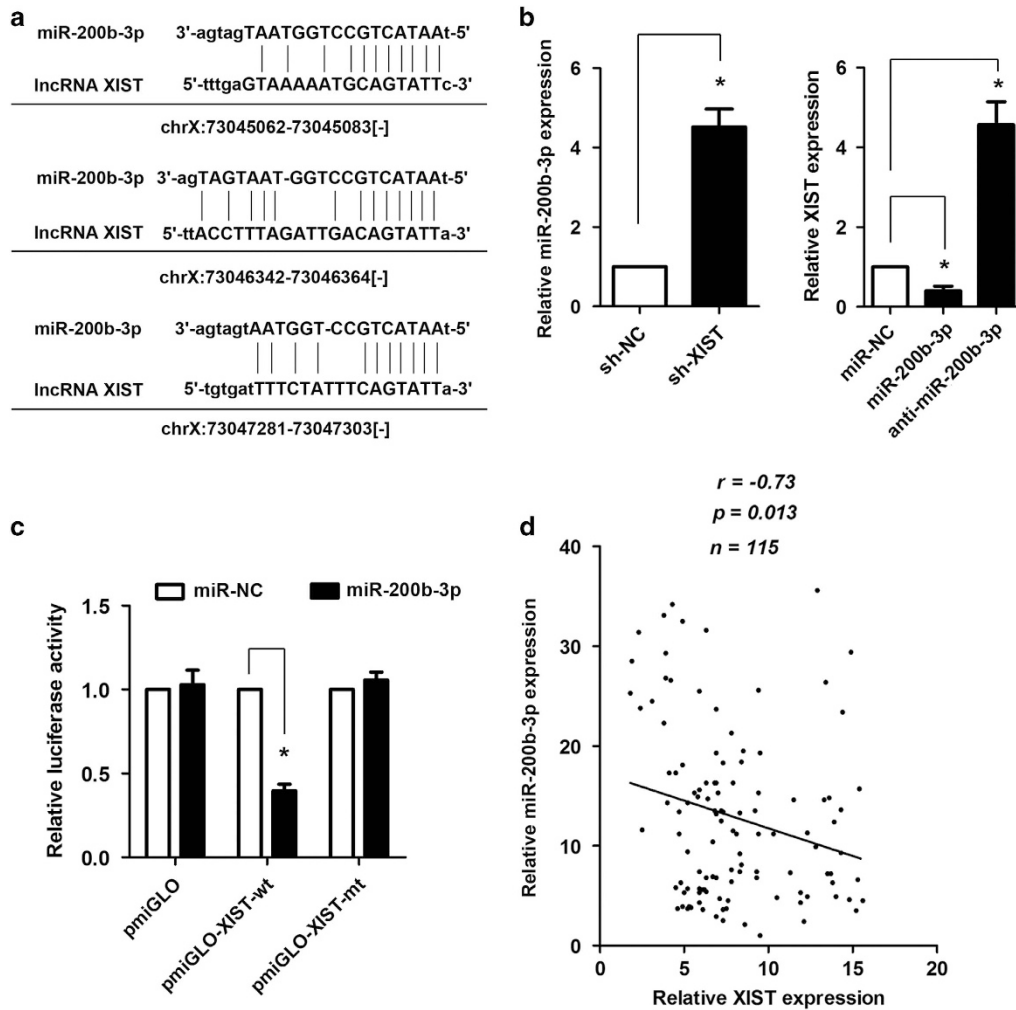 a
miR-200b-3p 3'-agtagTAATGGTCCGTCATAAt-5'
lncRNA XIST 5'-tttgaGTAAAAATGCAGTATTc-3'
chrX:73045062-73045083[-]
miR-200b-3p 3'-agTAGTAAT-GGTCCGTCATAAt-5'
lncRNA XIST 5'-ttACCTTTAGATTGACAGTATTa-3'
chrX:73046342-73046364[-]
miR-200b-3p 3'-agtagtAATGGT-CCGTCATAAt-5'
lncRNA XIST 5'-tgtgatTTTCTATTTCAGTATTa-3'
chrX:73047281-73047303[-]
b
Relative miR-200b-3p expression
6
4
2
0
*
sh-NC
sh-XIST
Relative XIST expression
6
4
2
0
*
*
miR-NC
miR-200b-3p
anti-miR-200b-3p
c
miR-NC
miR-200b-3p
Relative luciferase activity
1.5
1.0
0.5
0.0
*
pmiGLO
pmiGLO-XIST-wt
pmiGLO-XIST-mt
d
r = -0.73
p = 0.013
n = 115
Relative miR-200b-3p expression
40
30
20
10
0
0 5 10 15 20
Relative XIST expression